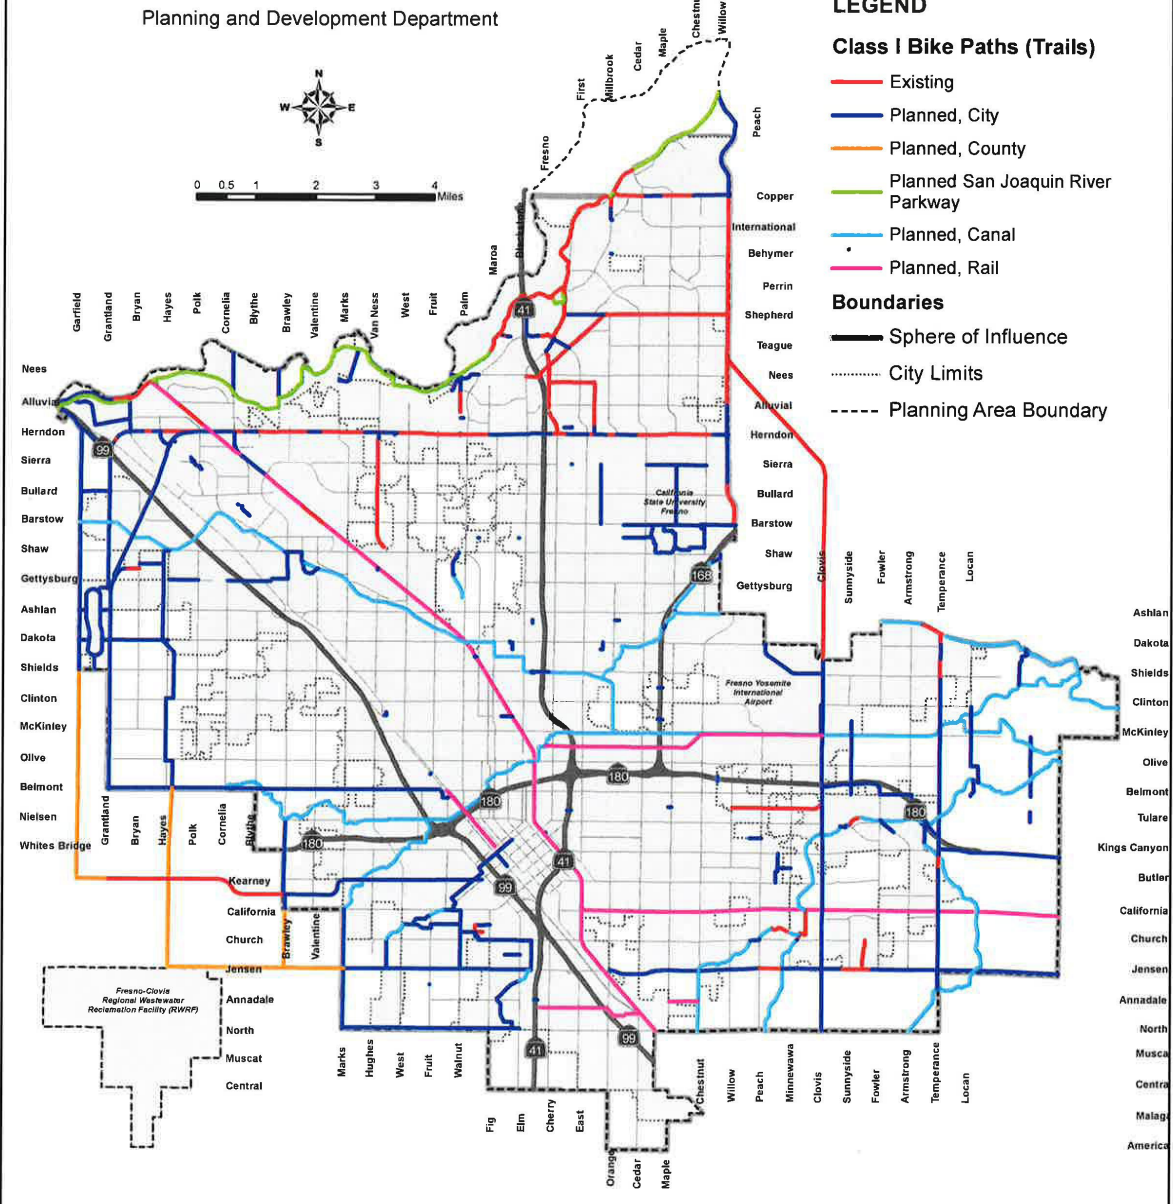 Planning and Development Department
LEGEND
Class I Bike Paths (Trails)
Existing
Planned, City
Planned, County
Planned San Joaquin River
Parkway
Planned, Canal
Planned, Rail
Boundaries
Sphere of Influence
City Limits
Planning Area Boundary
N
W E
S
0 0.5 1 2 3 4
Miles
Fresno
First
Millbrook
Cedar
Maple
Willow
Peach
Copper
International
Behymer
Perrin
Shepherd
Teague
Nees
Alluvial
Herndon
Sierra
Bullard
Barstow
Shaw
Gettysburg
Garfield
Grantland
Bryan
Hayes
Polk
Cornelia
Blythe
Brawley
Valentine
Marks
Van Ness
West
Fruit
Palm
Maroa
Blackstone
41
Nees
Herndon
Sierra
Bullard
Barstow
Shaw
Gettysburg
Ashlan
Dakota
Shields
Clinton
McKinley
Olive
Belmont
Nielsen
Whites Bridge
99
California
State University
Fresno
168
Clovis
Sunnyside
Fowler
Armstrong
Temperance
Locan
Ashlan
Dakota
Shields
Clinton
McKinley
Olive
Belmont
Tulare
Kings Canyon
Butler
California
Church
Jensen
Annadale
North
Fresno Yosemite
International
Airport
180
180
180
180
41
99
Grantland
Bryan
Hayes
Polk
Cornelia
Blythe
Kearney
California
Church
Jensen
Annadale
North
Muscat
Central
Brawley
Valentine
Fresno-Clovis
Regional Wastewater
Reclamation Facility (RWRF)
Marks
Hughes
West
Fruit
Walnut
41
99
Fig
Elm
Cherry
East
Orange
Cedar
Maple
Chestnut
Willow
Peach
Minnewawa
Clovis
Sunnyside
Fowler
Armstrong
Temperance
Locan